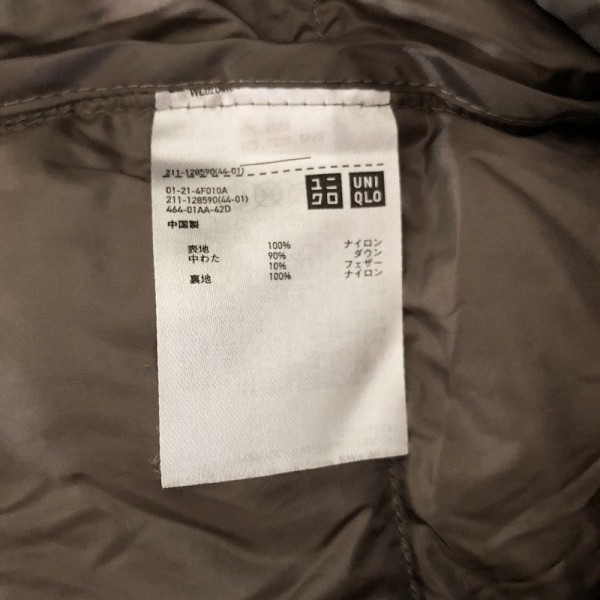 211-128590(44-01)
01-21-4F010A
211-128590(44-01)
464-01AA-42D
ユニクロ
UNIQLO
中国製
表地 100% ナイロン
中わた 90% ダウン
10% フェザー
裏地 100% ナイロン